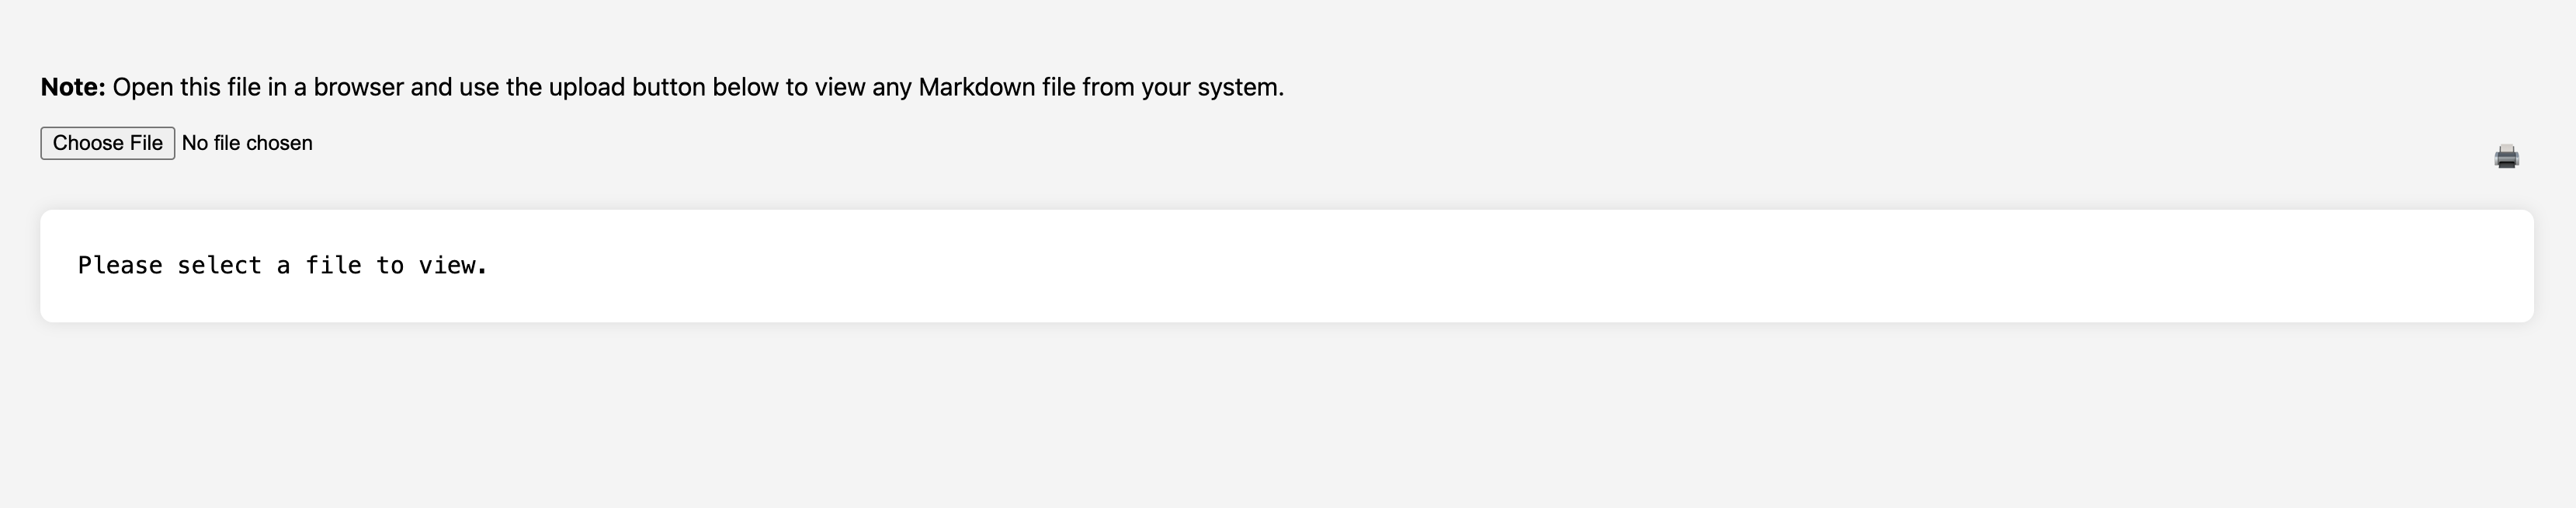 Note: Open this file in a browser and use the upload button below to view any Markdown file from your system.
Choose File No file chosen
Please select a file to view.